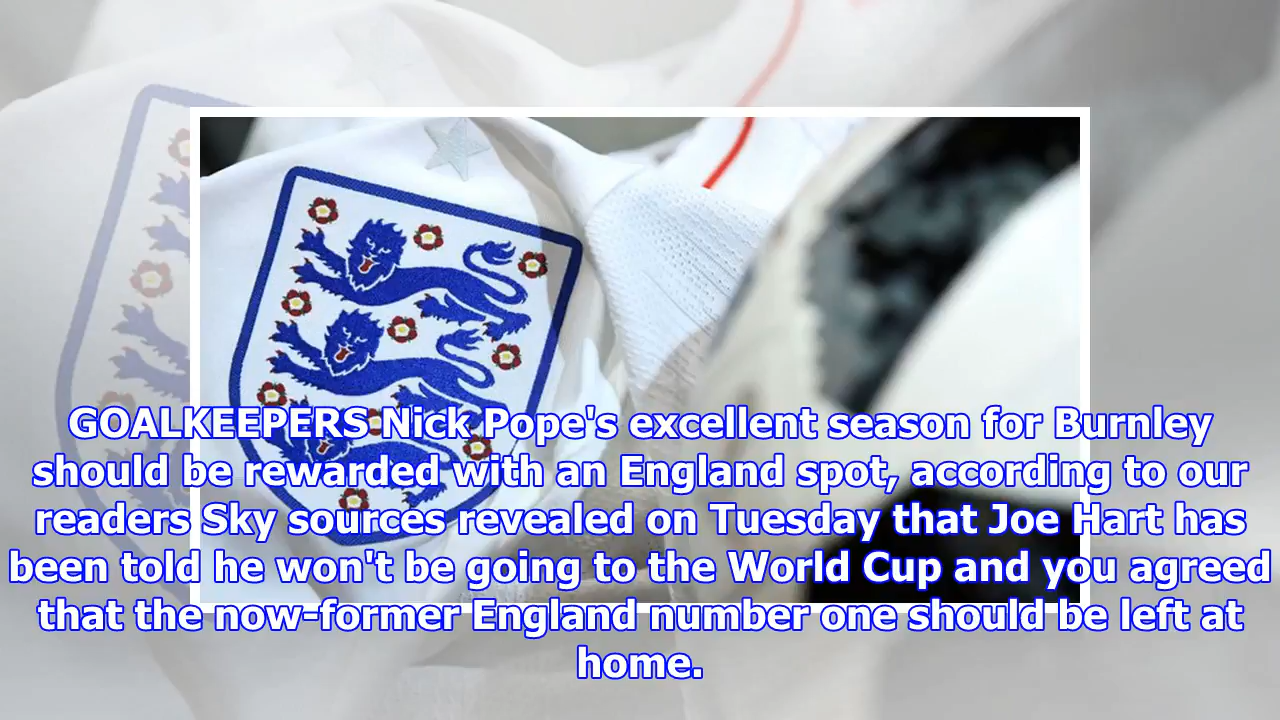 GOALKEEPERS Nick Pope's excellent season for Burnley
should be rewarded with an England spot, according to our
readers Sky sources revealed on Tuesday that Joe Hart has
been told he won't be going to the World Cup and you agreed
that the now-former England number one should be left at
home.